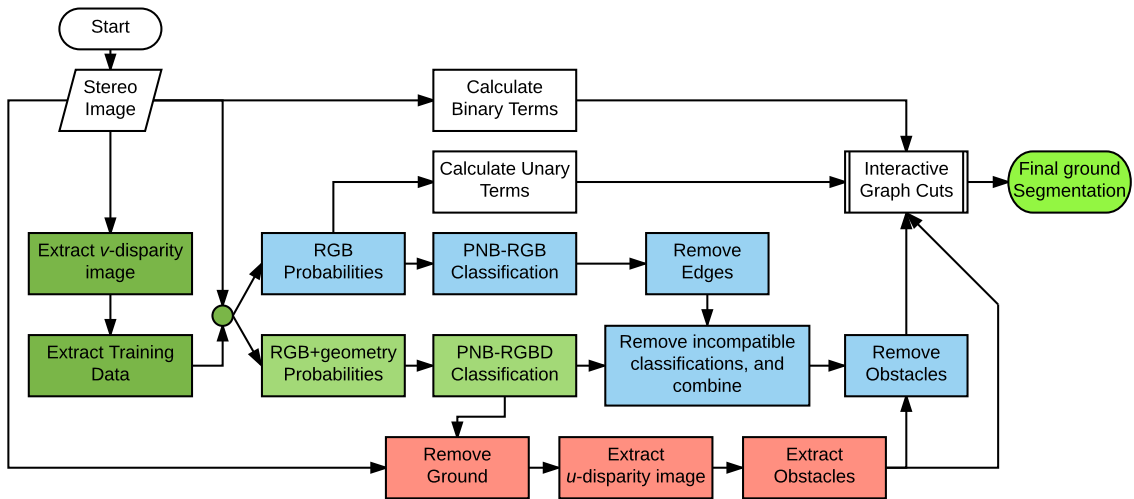 Start
Stereo
Image
Calculate
Binary Terms
Calculate Unary
Terms
Interactive
Graph Cuts
Final ground
Segmentation
Extract v-disparity
image
RGB
Probabilities
PNB-RGB
Classification
Remove
Edges
Extract Training
Data
RGB+geometry
Probabilities
PNB-RGBD
Classification
Remove incompatible
classifications, and
combine
Remove
Obstacles
Remove
Ground
Extract
u-disparity image
Extract
Obstacles